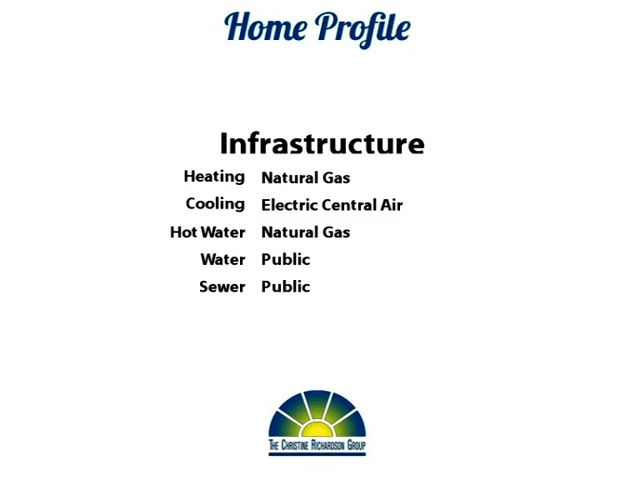 Home Profile
Infrastructure
Heating Natural Gas
Cooling Electric Central Air
Hot Water Natural Gas
Water Public
Sewer Public
THE CHRISTINE RICHARDSON GROUP